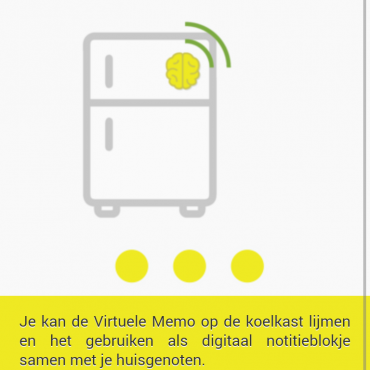 Je kan de Virtuele Memo op de koelkast lijmen
en het gebruiken als digitaal notitieblokje
samen met je huisgenoten.